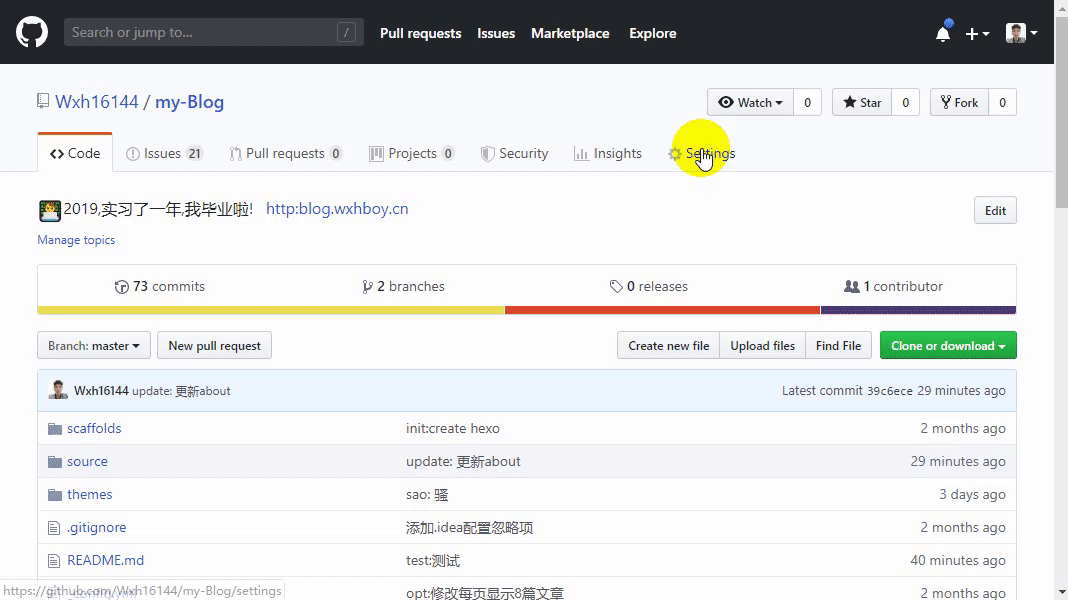 Search or jump to... / Pull requests Issues Marketplace Explore
Wxh16144 / my-Blog Watch 0 Star 0 Fork 0
Code Issues 21 Pull requests 0 Projects 0 Security Insights Settings
2019,实习了一年,我毕业啦! http:blog.wxhboy.cn Edit
Manage topics
73 commits 2 branches 0 releases 1 contributor
Branch: master New pull request Create new file Upload files Find File Clone or download
Wxh16144 update: 更新about Latest commit 39c6ece 29 minutes ago
scaffolds init:create hexo 2 months ago
source update: 更新about 29 minutes ago
themes sao: 骚 3 days ago
.gitignore 添加.idea配置忽略项 2 months ago
README.md test:测试 40 minutes ago
_config.yml opt:修改每页显示8篇文章 2 months ago
https://github.com/Wxh16144/my-Blog/settings